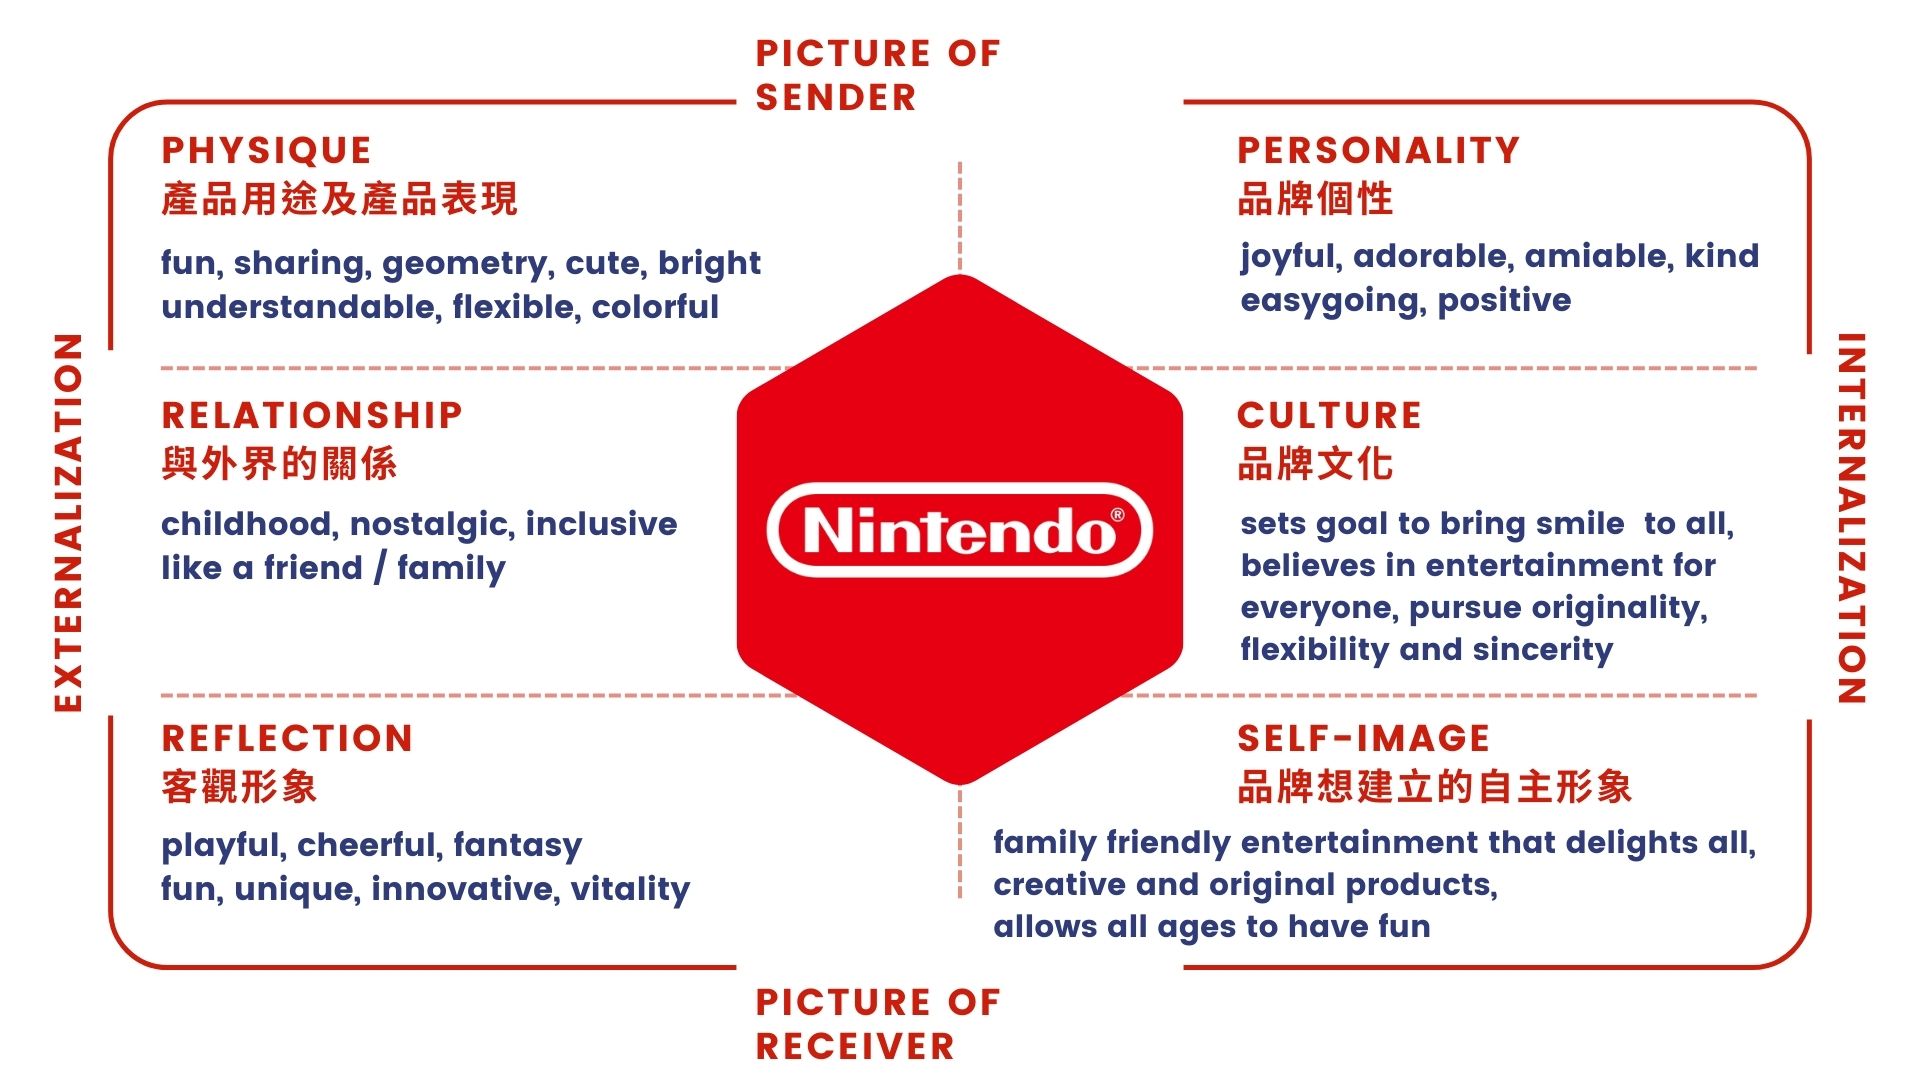 PICTURE OF
SENDER
PHYSIQUE
產品用途及產品表現
fun, sharing, geometry, cute, bright
understandable, flexible, colorful
PERSONALITY
品牌個性
joyful, adorable, amiable, kind
easygoing, positive
EXTERNALIZATION
RELATIONSHIP
與外界的關係
childhood, nostalgic, inclusive
like a friend / family
Nintendo®
CULTURE
品牌文化
sets goal to bring smile  to all,
believes in entertainment for
everyone, pursue originality,
flexibility and sincerity
INTERNALIZATION
REFLECTION
客觀形象
playful, cheerful, fantasy
fun, unique, innovative, vitality
SELF-IMAGE
品牌想建立的自主形象
family friendly entertainment that delights all,
creative and original products,
allows all ages to have fun
PICTURE OF
RECEIVER